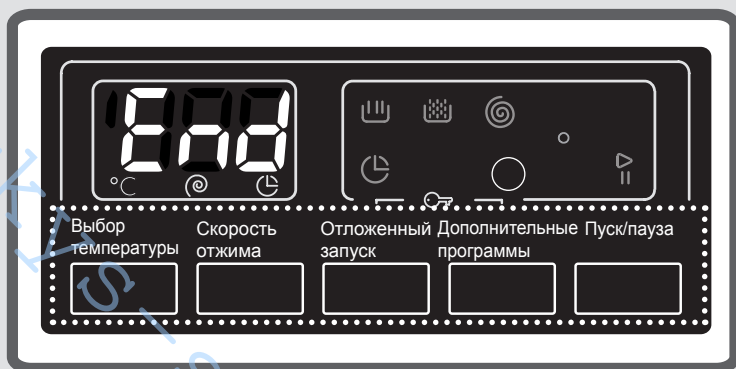 End
°C
Выбор температуры
Скорость отжима
Отложенный запуск
Дополнительные программы
Пуск/пауза